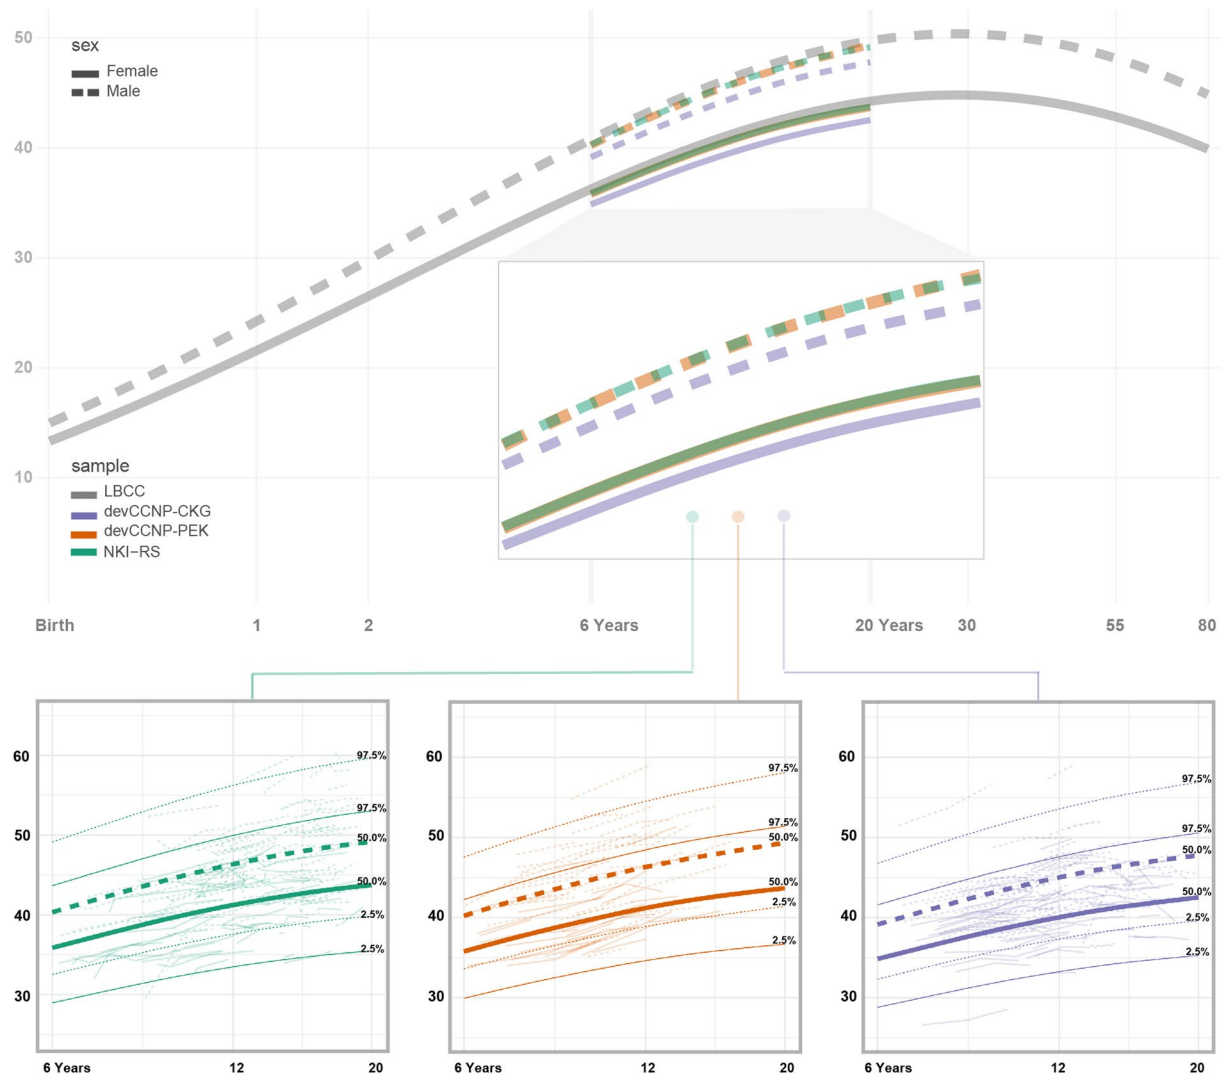 50
sex
Female
Male
40
30
20
sample
LBCC
devCCNP-CKG
devCCNP-PEK
NKI−RS
10
Birth 1 2 6 Years 20 Years 30 55 80
60
97.5%
97.5%
50
50.0%
50.0%
40
2.5%
2.5%
30
6 Years 12 20
60
97.5%
97.5%
50
50.0%
50.0%
40
2.5%
2.5%
30
6 Years 12 20
60
97.5%
97.5%
50
50.0%
50.0%
40
2.5%
2.5%
30
6 Years 12 20